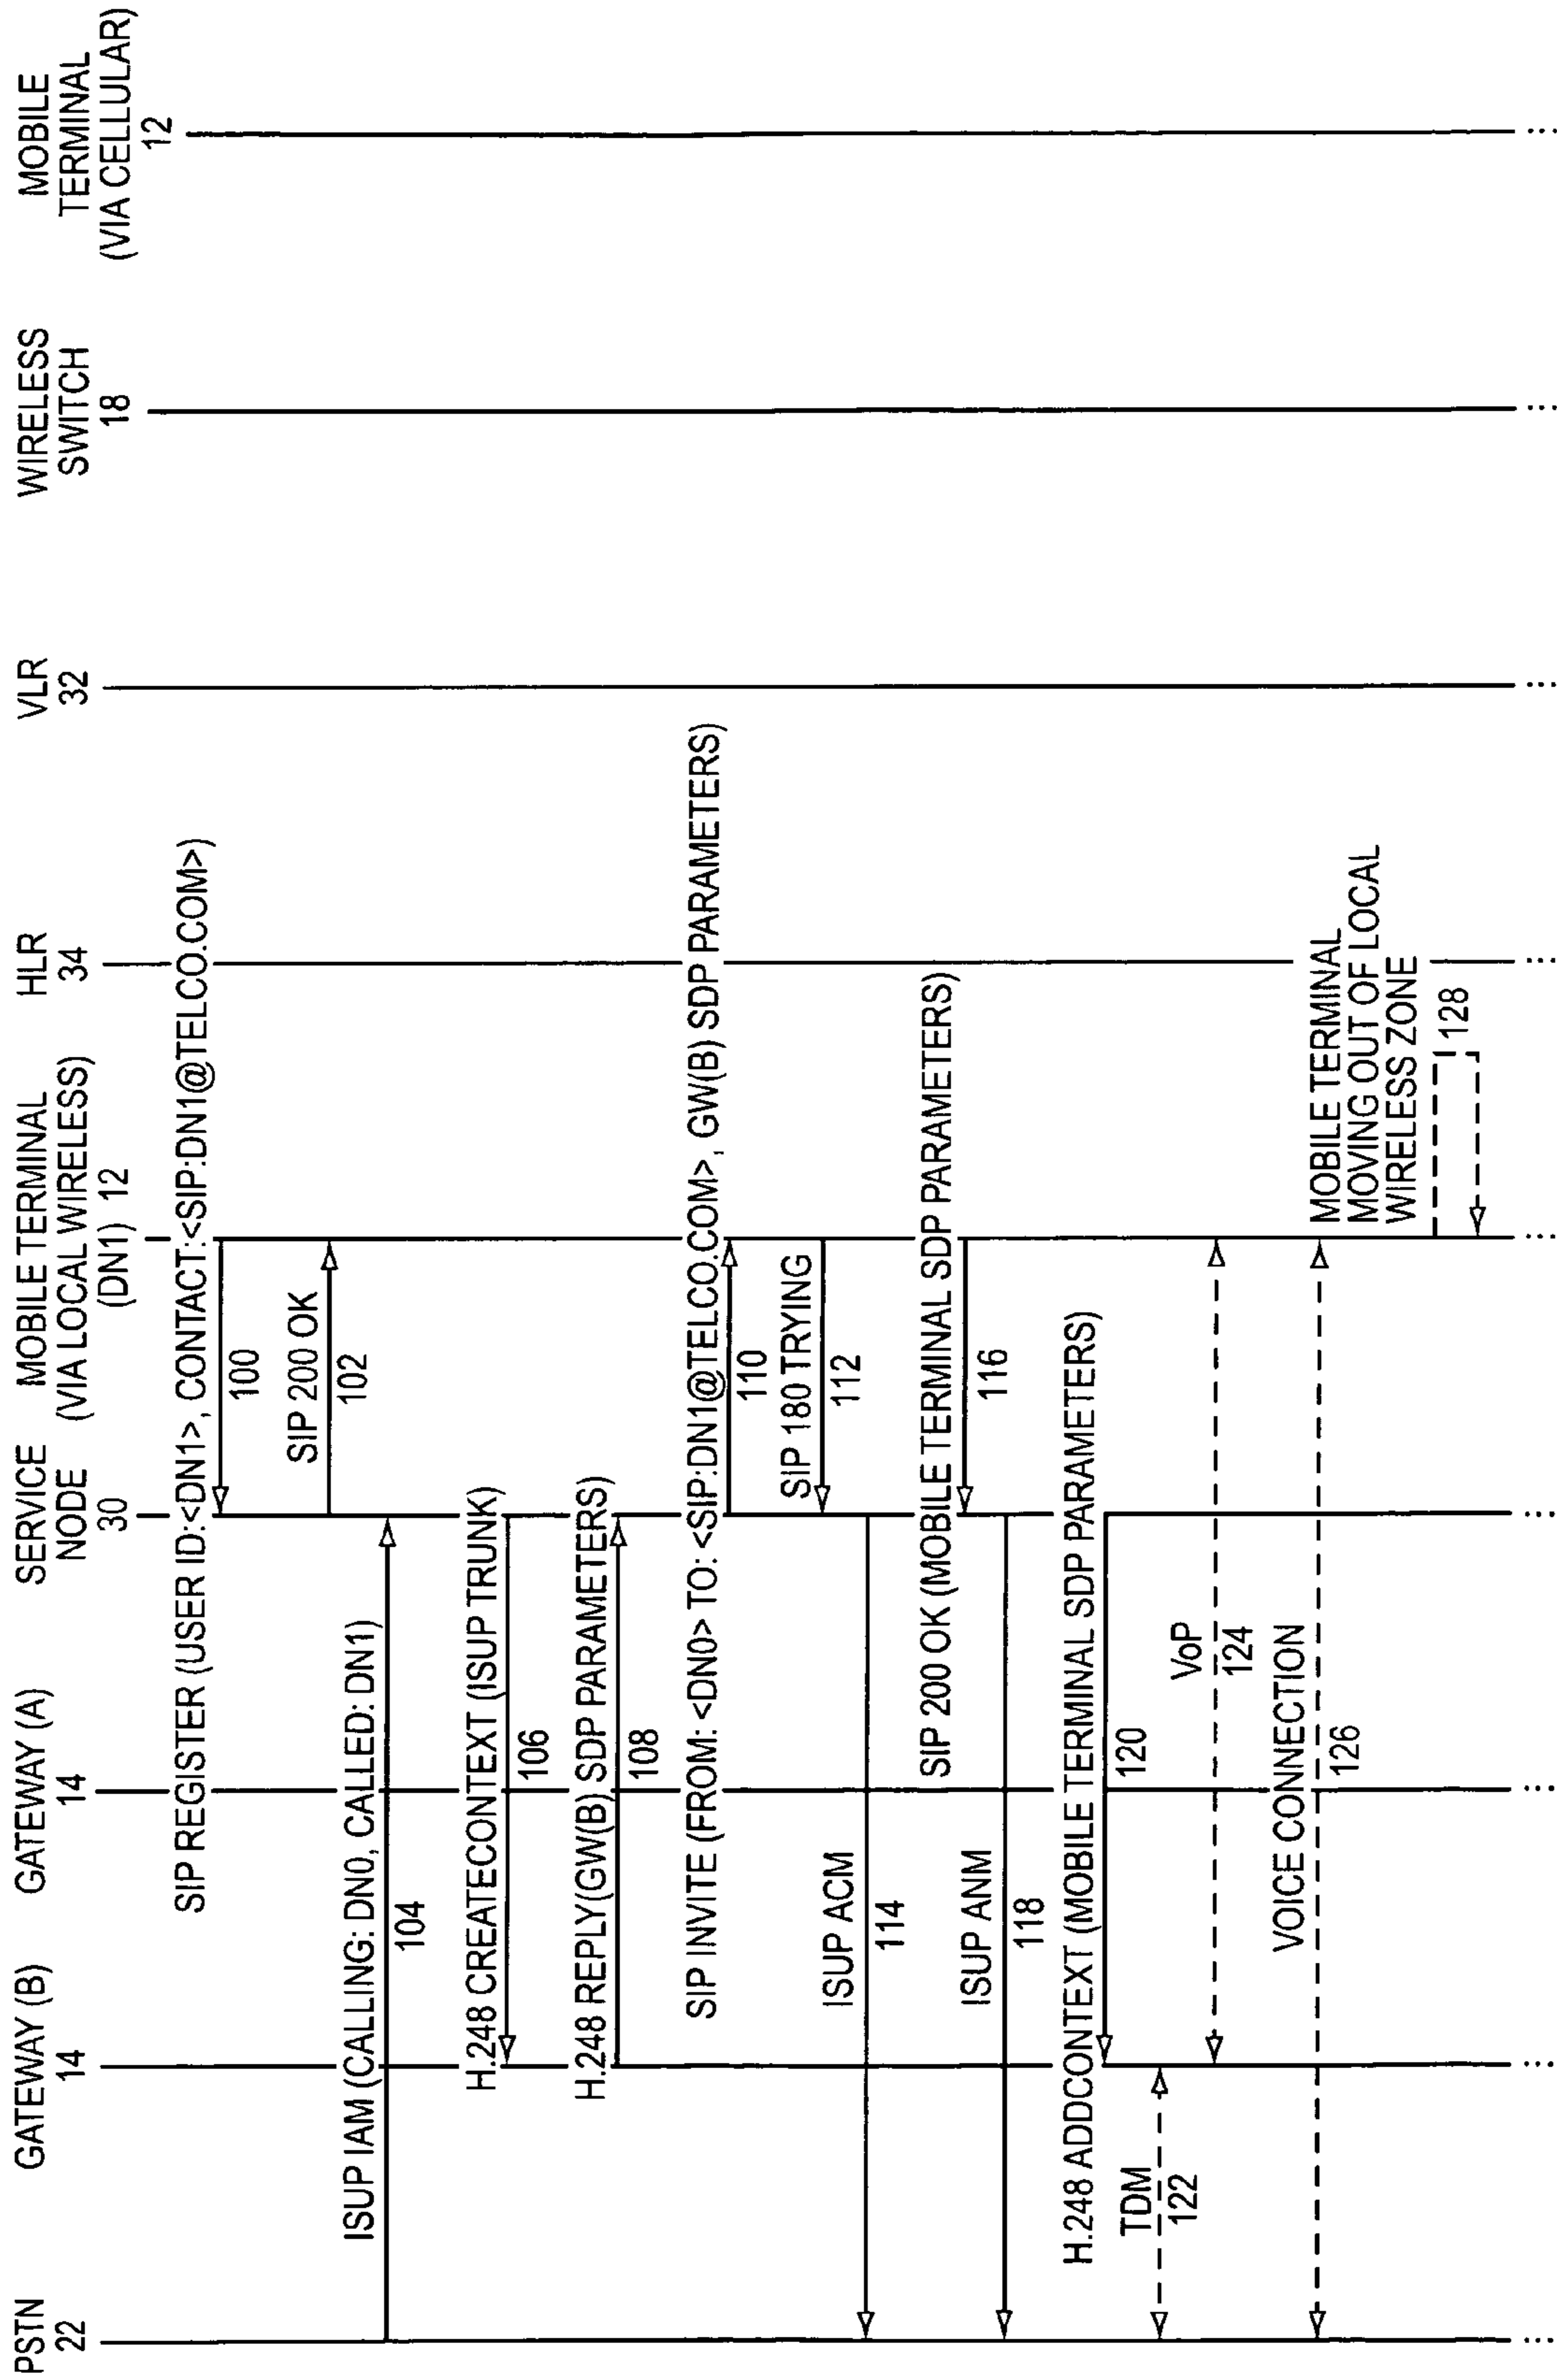 PSTN
22
GATEWAY (B)
14
GATEWAY (A)
14
SERVICE
NODE
30
MOBILE TERMINAL
(VIA LOCAL WIRELESS)
(DN1) 12
HLR
34
VLR
32
WIRELESS
SWITCH
18
MOBILE
TERMINAL
(VIA CELLULAR)
12
SIP REGISTER (USER ID:<DN1>, CONTACT:<SIP:DN1@TELCO.COM>)
100
SIP 200 OK
102
ISUP IAM (CALLING: DN0, CALLED: DN1)
104
H.248 CREATECONTEXT (ISUP TRUNK)
106
H.248 REPLY(GW(B) SDP PARAMETERS)
108
SIP INVITE (FROM: <DN0> TO: <SIP:DN1@TELCO.COM>, GW(B) SDP PARAMETERS)
110
SIP 180 TRYING
112
ISUP ACM
114
SIP 200 OK (MOBILE TERMINAL SDP PARAMETERS)
116
ISUP ANM
118
H.248 ADDCONTEXT (MOBILE TERMINAL SDP PARAMETERS)
120
TDM
122
VoP
124
VOICE CONNECTION
126
MOBILE TERMINAL
MOVING OUT OF LOCAL
WIRELESS ZONE
128
... ... ... ... ... ... ... ... ...